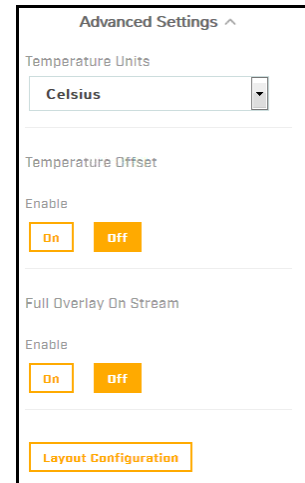 Advanced Settings
Temperature Units
Celsius
Temperature Offset
Enable
On Off
Full Overlay On Stream
Enable
On Off
Layout Configuration